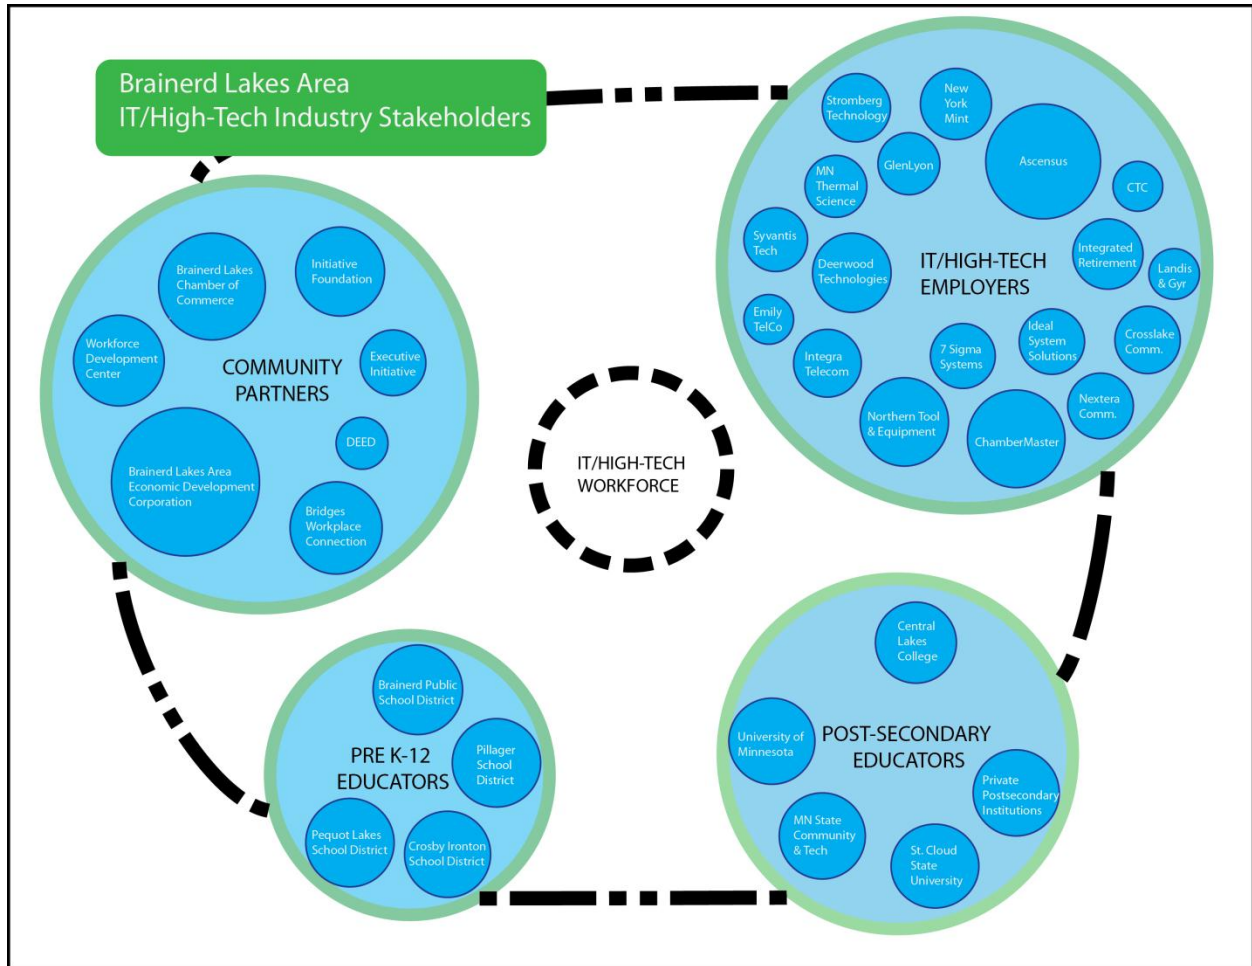 Brainerd Lakes Area
IT/High-Tech Industry Stakeholders
Stromberg
Technology
New
York
Mint
Ascensus
GlenLyon
MN
Thermal
Science
CTC
Syvantis
Tech
Deerwood
Technologies
IT/HIGH-TECH
EMPLOYERS
Integrated
Retirement
Landis
& Gyr
Emily
TelCo
Integra
Telecom
7 Sigma
Systems
Ideal
System
Solutions
Crosslake
Comm.
Northern Tool
& Equipment
ChamberMaster
Nextera
Comm.
Brainerd Lakes
Chamber of
Commerce
Initiative
Foundation
Workforce
Development
Center
COMMUNITY
PARTNERS
Executive
Initiative
DEED
Brainerd Lakes Area
Economic Development
Corporation
Bridges
Workplace
Connection
IT/HIGH-TECH
WORKFORCE
Brainerd Public
School District
PRE K-12
EDUCATORS
Pillager
School
District
Pequot Lakes
School District
Crosby Ironton
School District
Central
Lakes
College
University of
Minnesota
POST-SECONDARY
EDUCATORS
Private
Postsecondary
Institutions
MN State
Community
& Tech
St. Cloud
State
University